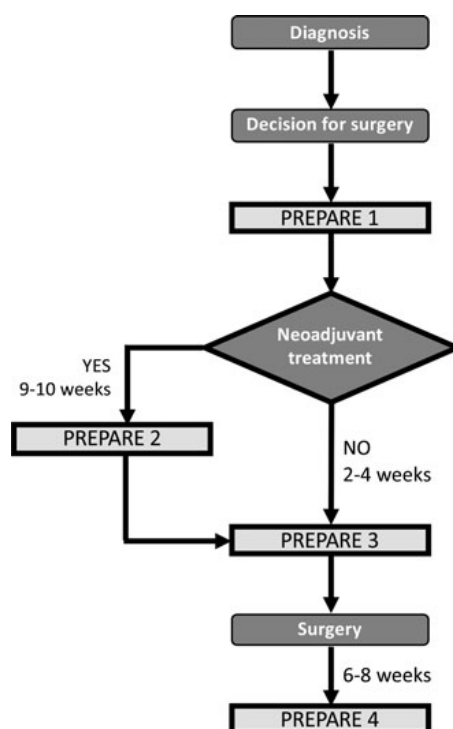 Diagnosis
Decision for surgery
PREPARE 1
Neoadjuvant
treatment
YES
9-10 weeks
PREPARE 2
NO
2-4 weeks
PREPARE 3
Surgery
6-8 weeks
PREPARE 4